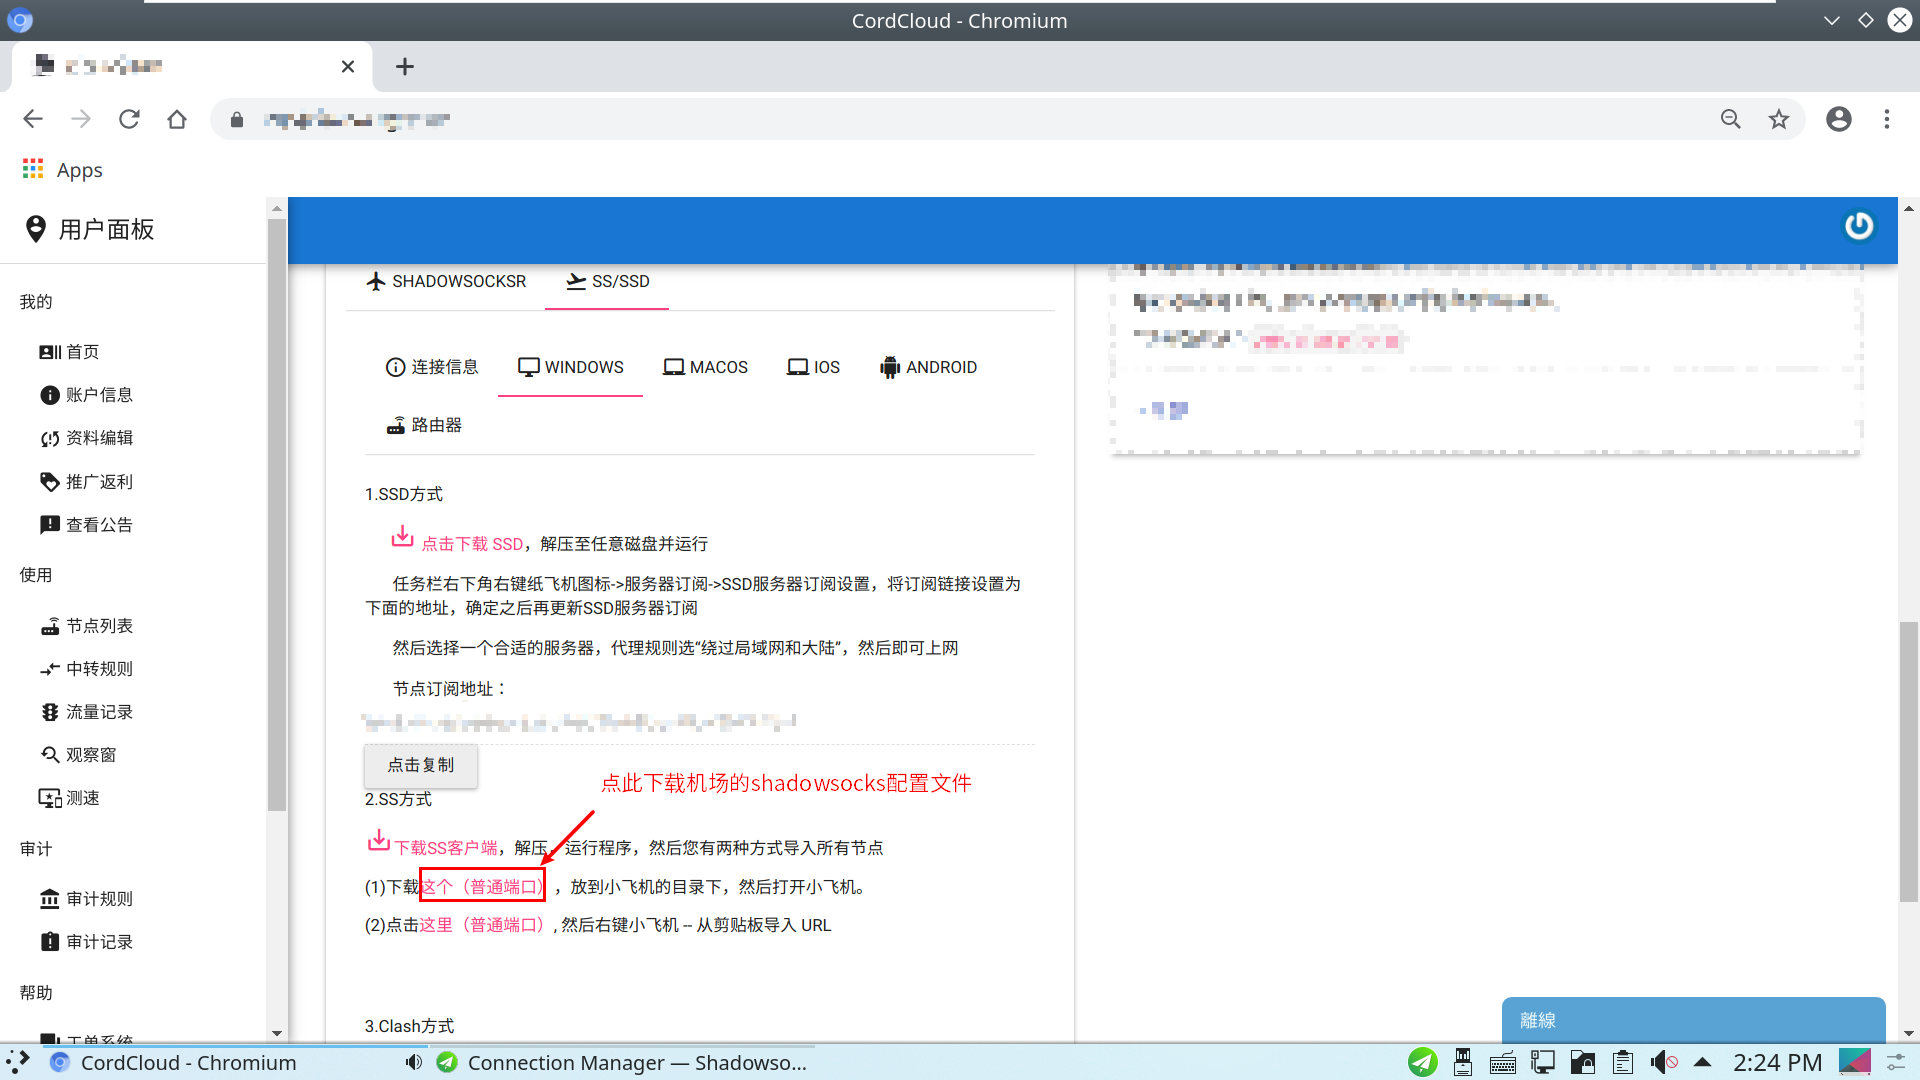 CordCloud - Chromium
Apps
用户面板
我的
首页
账户信息
资料编辑
推广返利
查看公告
使用
节点列表
中转规则
流量记录
观察窗
测速
审计
审计规则
审计记录
帮助
工单系统
SHADOWSOCKSR
SS/SSD
连接信息
WINDOWS
MACOS
IOS
ANDROID
路由器
1.SSD方式
点击下载 SSD，解压至任意磁盘并运行
任务栏右下角右键纸飞机图标->服务器订阅->SSD服务器订阅设置，将订阅链接设置为
下面的地址，确定之后再更新SSD服务器订阅
然后选择一个合适的服务器，代理规则选“绕过局域网和大陆”，然后即可上网
节点订阅地址：
点击复制
点此下载机场的shadowsocks配置文件
2.SS方式
下载SS客户端，解压，运行程序，然后您有两种方式导入所有节点
(1)下载这个（普通端口），放到小飞机的目录下，然后打开小飞机。
(2)点击这里（普通端口）, 然后右键小飞机 -- 从剪贴板导入 URL
3.Clash方式
離線
CordCloud - Chromium
Connection Manager — Shadowso...
2:24 PM